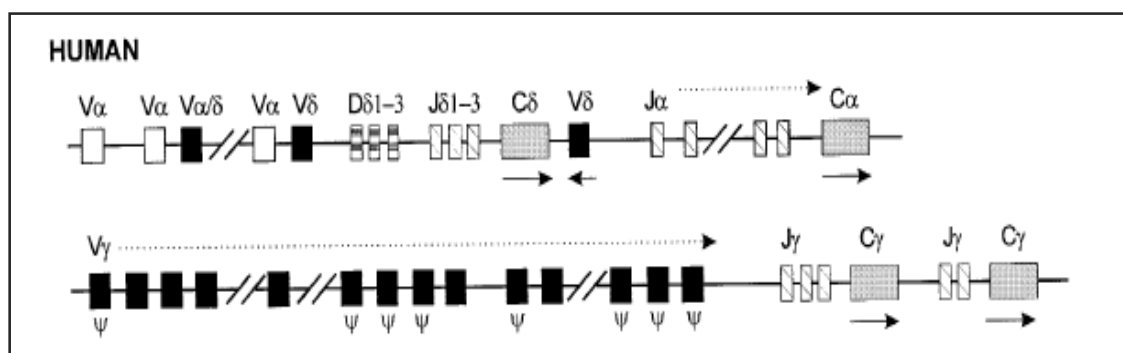 HUMAN
Vα Vα Vα/δ Vα Vδ Dδ1–3 Jδ1–3 Cδ Vδ Jα Cα
Vγ Jγ Cγ Jγ Cγ
ψ ψ ψ ψ ψ ψ ψ ψ